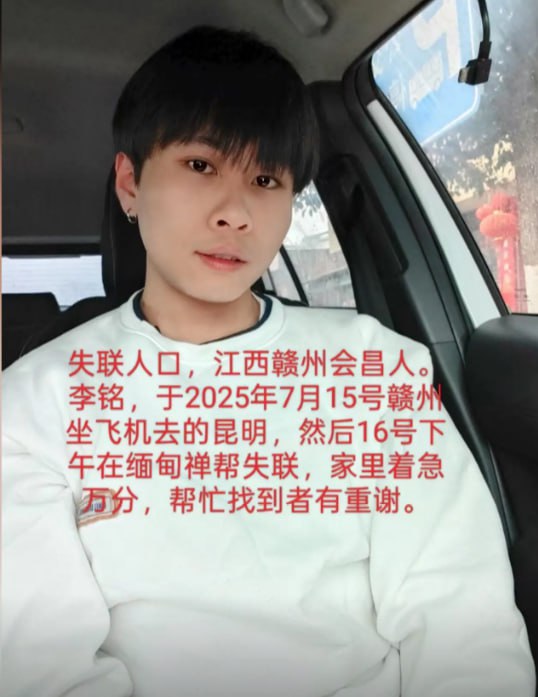 失联人口，江西赣州会昌人。
李铭，于2025年7月15号赣州
坐飞机去的昆明，然后16号下
午在缅甸禅帮失联，家里着急
万分，帮忙找到者有重谢。